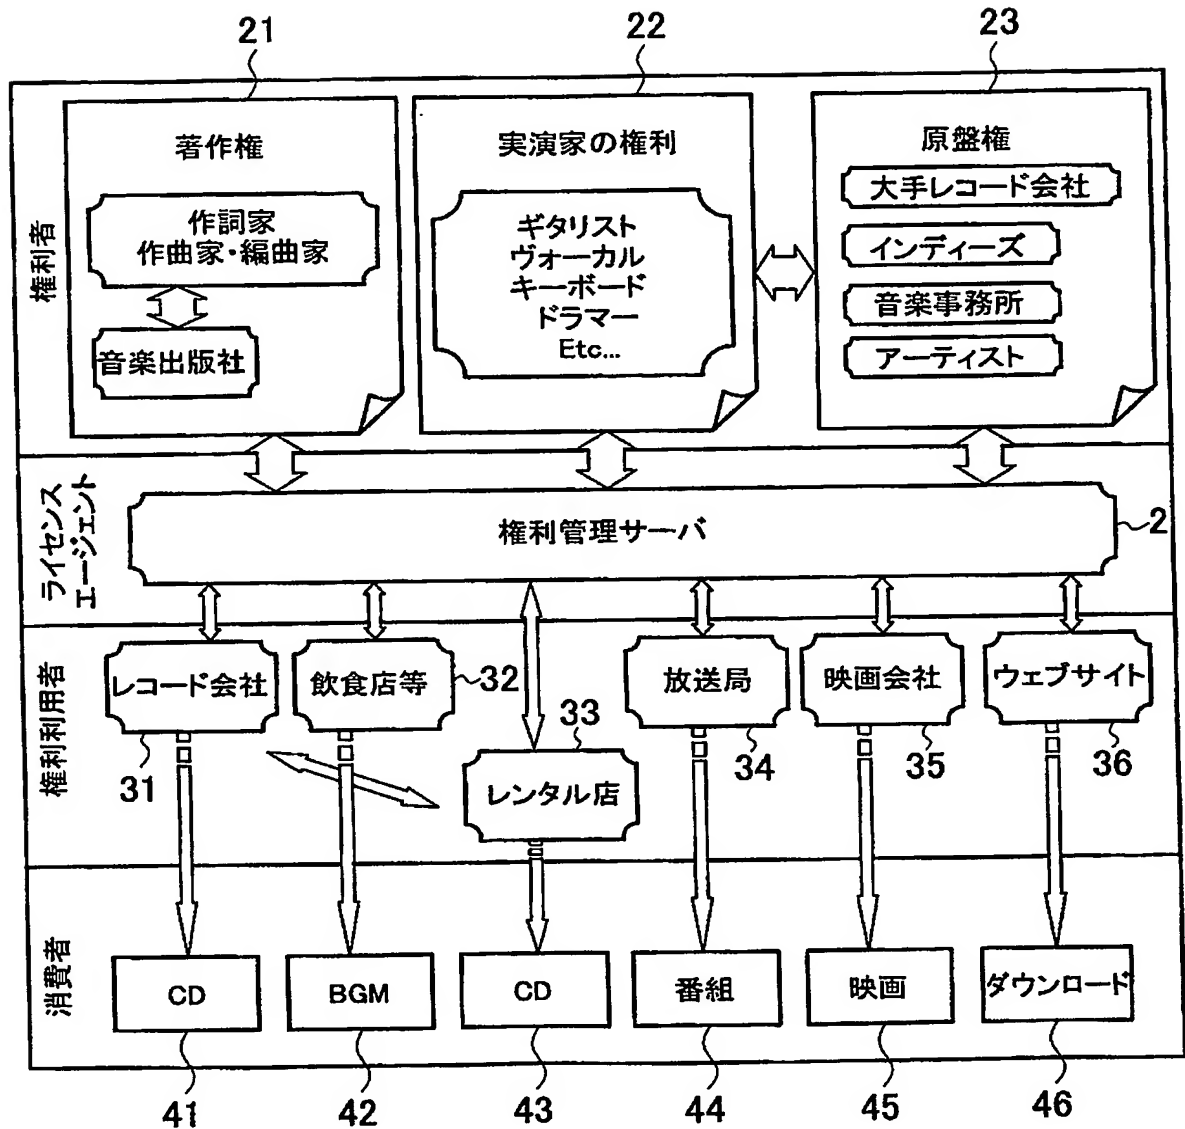 21
22
23
権利者
著作権
作詞家
作曲家・編曲家
音楽出版社
実演家の権利
ギタリスト
ヴォーカル
キーボード
ドラマー
Etc...
原盤権
大手レコード会社
インディーズ
音楽事務所
アーティスト
ライセンス
エージェント
権利管理サーバ
2
権利利用者
レコード会社
31
飲食店等
32
レンタル店
33
放送局
34
映画会社
35
ウェブサイト
36
消費者
CD
BGM
CD
番組
映画
ダウンロード
41
42
43
44
45
46